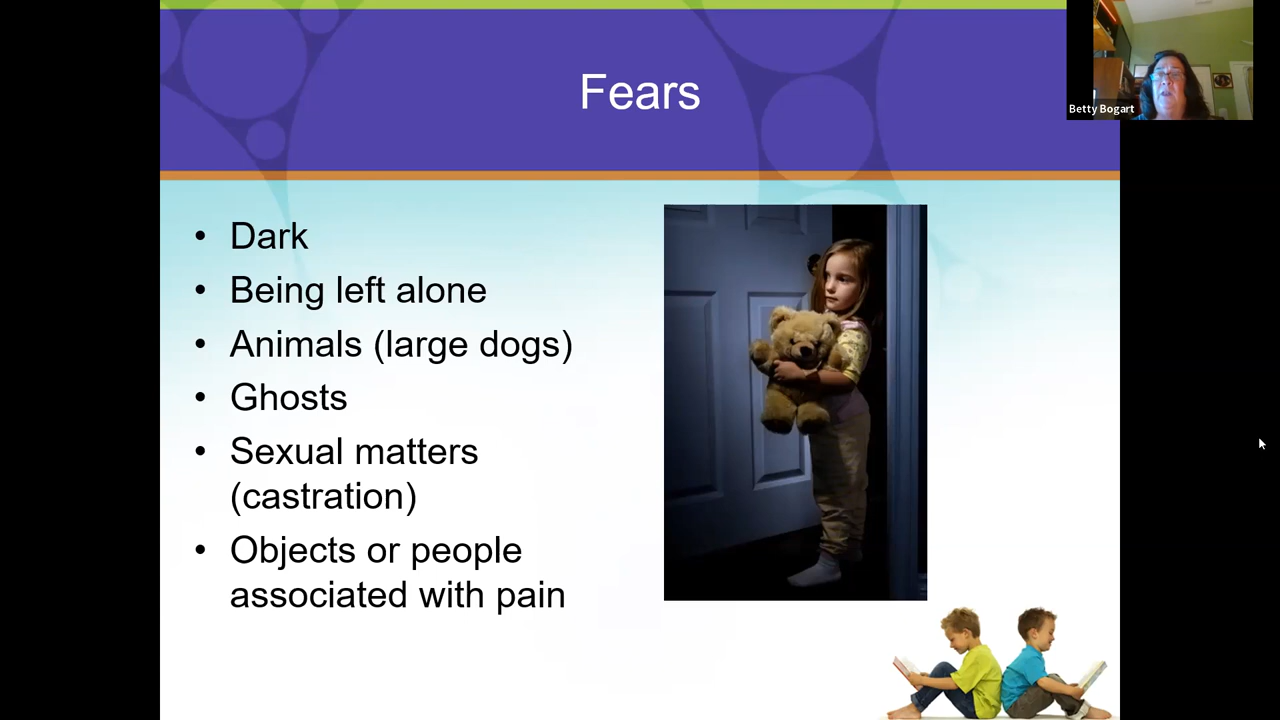 Fears
Betty Bogart
• Dark
• Being left alone
• Animals (large dogs)
• Ghosts
• Sexual matters
(castration)
• Objects or people
associated with pain